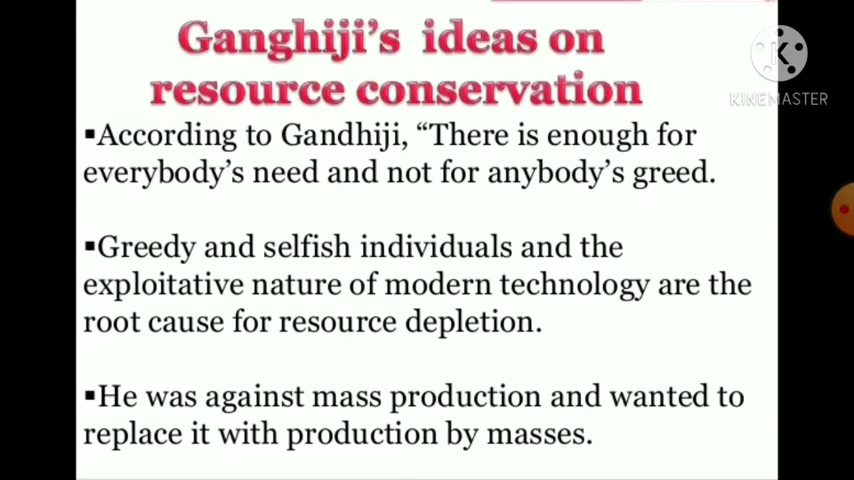 Ganghiji's ideas on
resource conservation
▪According to Gandhiji, “There is enough for
everybody's need and not for anybody's greed.
▪Greedy and selfish individuals and the
exploitative nature of modern technology are the
root cause for resource depletion.
▪He was against mass production and wanted to
replace it with production by masses.
KINEMASTER